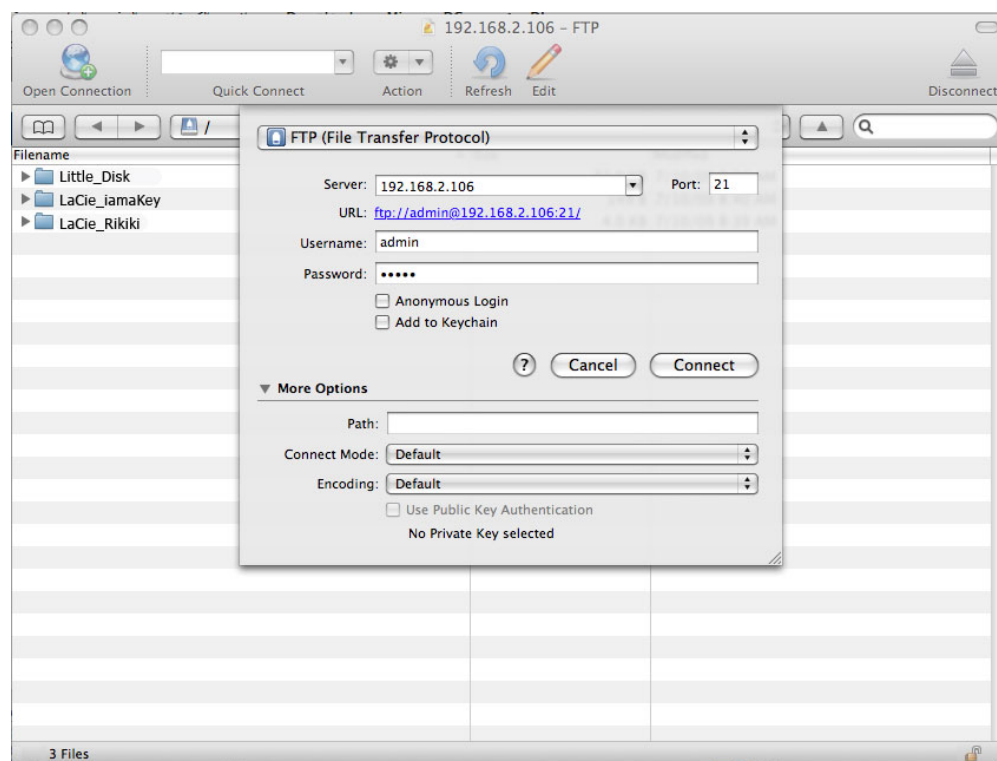 192.168.2.106 – FTP
Open Connection
Quick Connect
Action
Refresh
Edit
Disconnect
/
Filename
Little_Disk
LaCie_iamaKey
LaCie_Rikiki
FTP (File Transfer Protocol)
Server: 192.168.2.106 Port: 21
URL: ftp://admin@192.168.2.106:21/
Username: admin
Password: •••••
Anonymous Login
Add to Keychain
? Cancel Connect
More Options
Path:
Connect Mode: Default
Encoding: Default
Use Public Key Authentication
No Private Key selected
3 Files